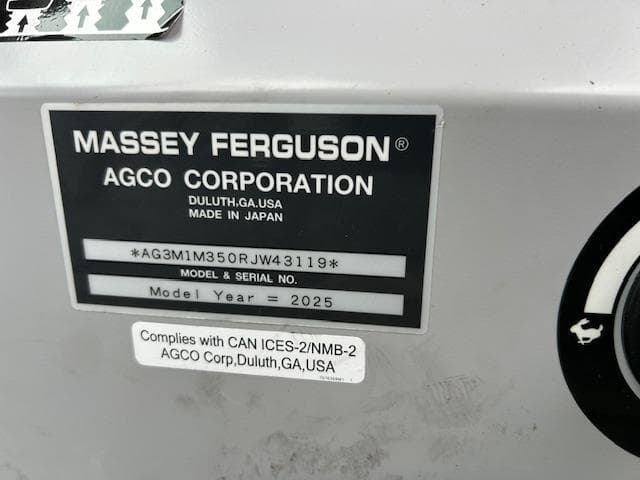 MASSEY FERGUSON®
AGCO CORPORATION
DULUTH,GA.USA
MADE IN JAPAN
*AG3M1M350RJW43119*
MODEL & SERIAL NO.
Model Year = 2025
Complies with CAN ICES-2/NMB-2
AGCO Corp,Duluth,GA,USA